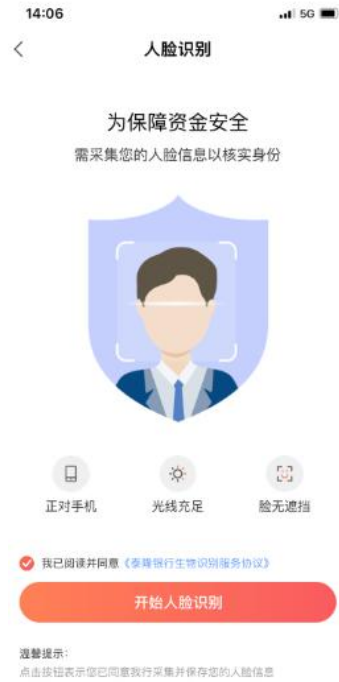 14:06
5G
人脸识别
为保障资金安全
需采集您的人脸信息以核实身份
正对手机
光线充足
脸无遮挡
我已阅读并同意《泰隆银行生物识别服务协议》
开始人脸识别
温馨提示:
点击按钮表示您已同意我行采集并保存您的人脸信息